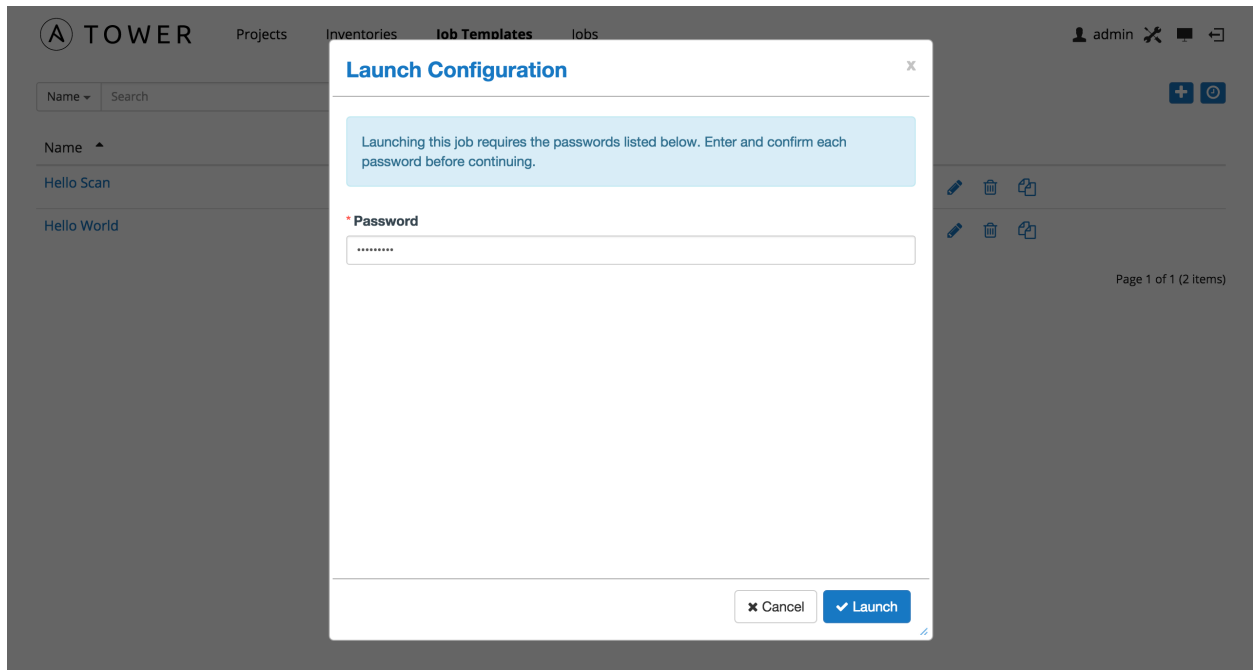 TOWER Projects Inventories Job Templates Jobs admin
Launch Configuration x
Name Search
Launching this job requires the passwords listed below. Enter and confirm each
password before continuing.
Name
Hello Scan
* Password
Hello World
•••••••••
Page 1 of 1 (2 items)
Cancel Launch